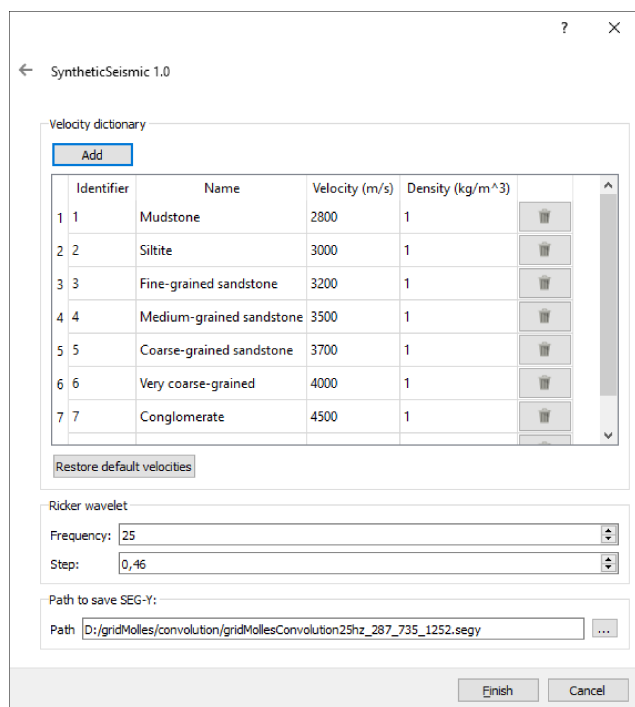 ?
SyntheticSeismic 1.0
Velocity dictionary
Add
Identifier Name Velocity (m/s) Density (kg/m^3)
1 1 Mudstone 2800 1
2 2 Siltite 3000 1
3 3 Fine-grained sandstone 3200 1
4 4 Medium-grained sandstone 3500 1
5 5 Coarse-grained sandstone 3700 1
6 6 Very coarse-grained 4000 1
7 7 Conglomerate 4500 1
Restore default velocities
Ricker wavelet
Frequency: 25
Step: 0,46
Path to save SEG-Y:
Path D:/gridMolles/convolution/gridMollesConvolution25hz_287_735_1252.segy ...
Finish Cancel